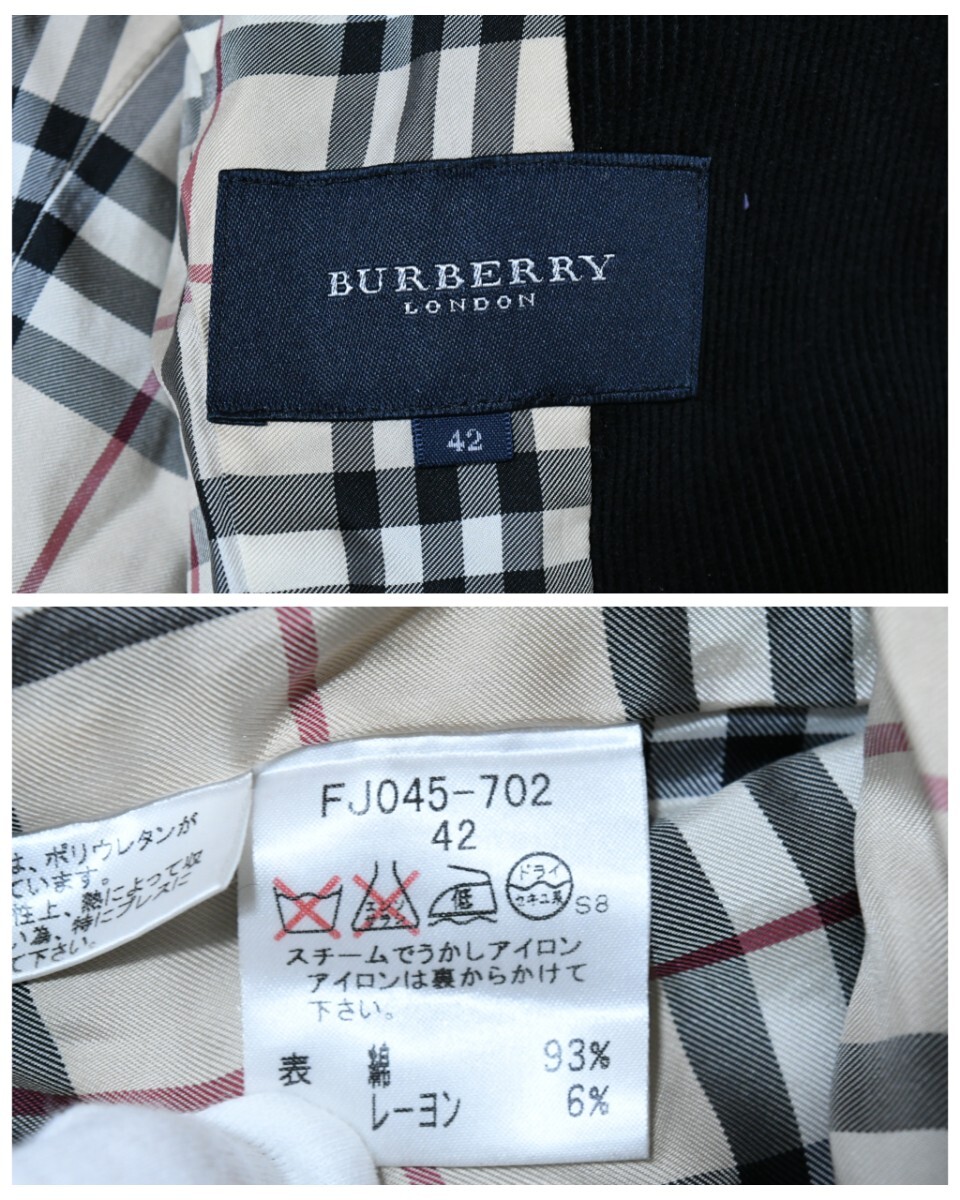 BURBERRY
LONDON
42
FJ045-702
42
は、ポリウレタンが
ています。
性上、熱によって収
い為、特にプレスに
て下さい。
低
ドライ
セキユ系
S8
スチームでうかしアイロン
アイロンは裏からかけて
下さい。
表 綿 93%
レーヨン 6%